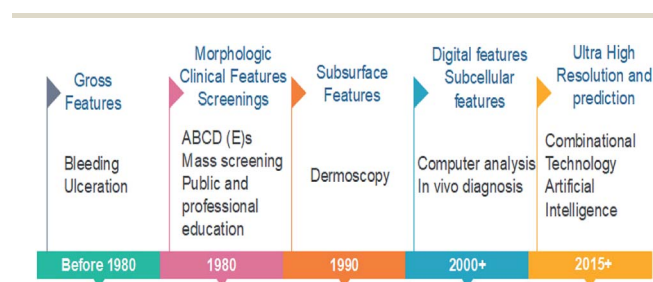 Gross
Features
Bleeding
Ulceration
Before 1980
Morphologic
Clinical Features
Screenings
ABCD (E)s
Mass screening
Public and
professional
education
1980
Subsurface
Features
Dermoscopy
1990
Digital features
Subcellular
features
Computer analysis
In vivo diagnosis
2000+
Ultra High
Resolution and
prediction
Combinational
Technology
Artificial
Intelligence
2015+